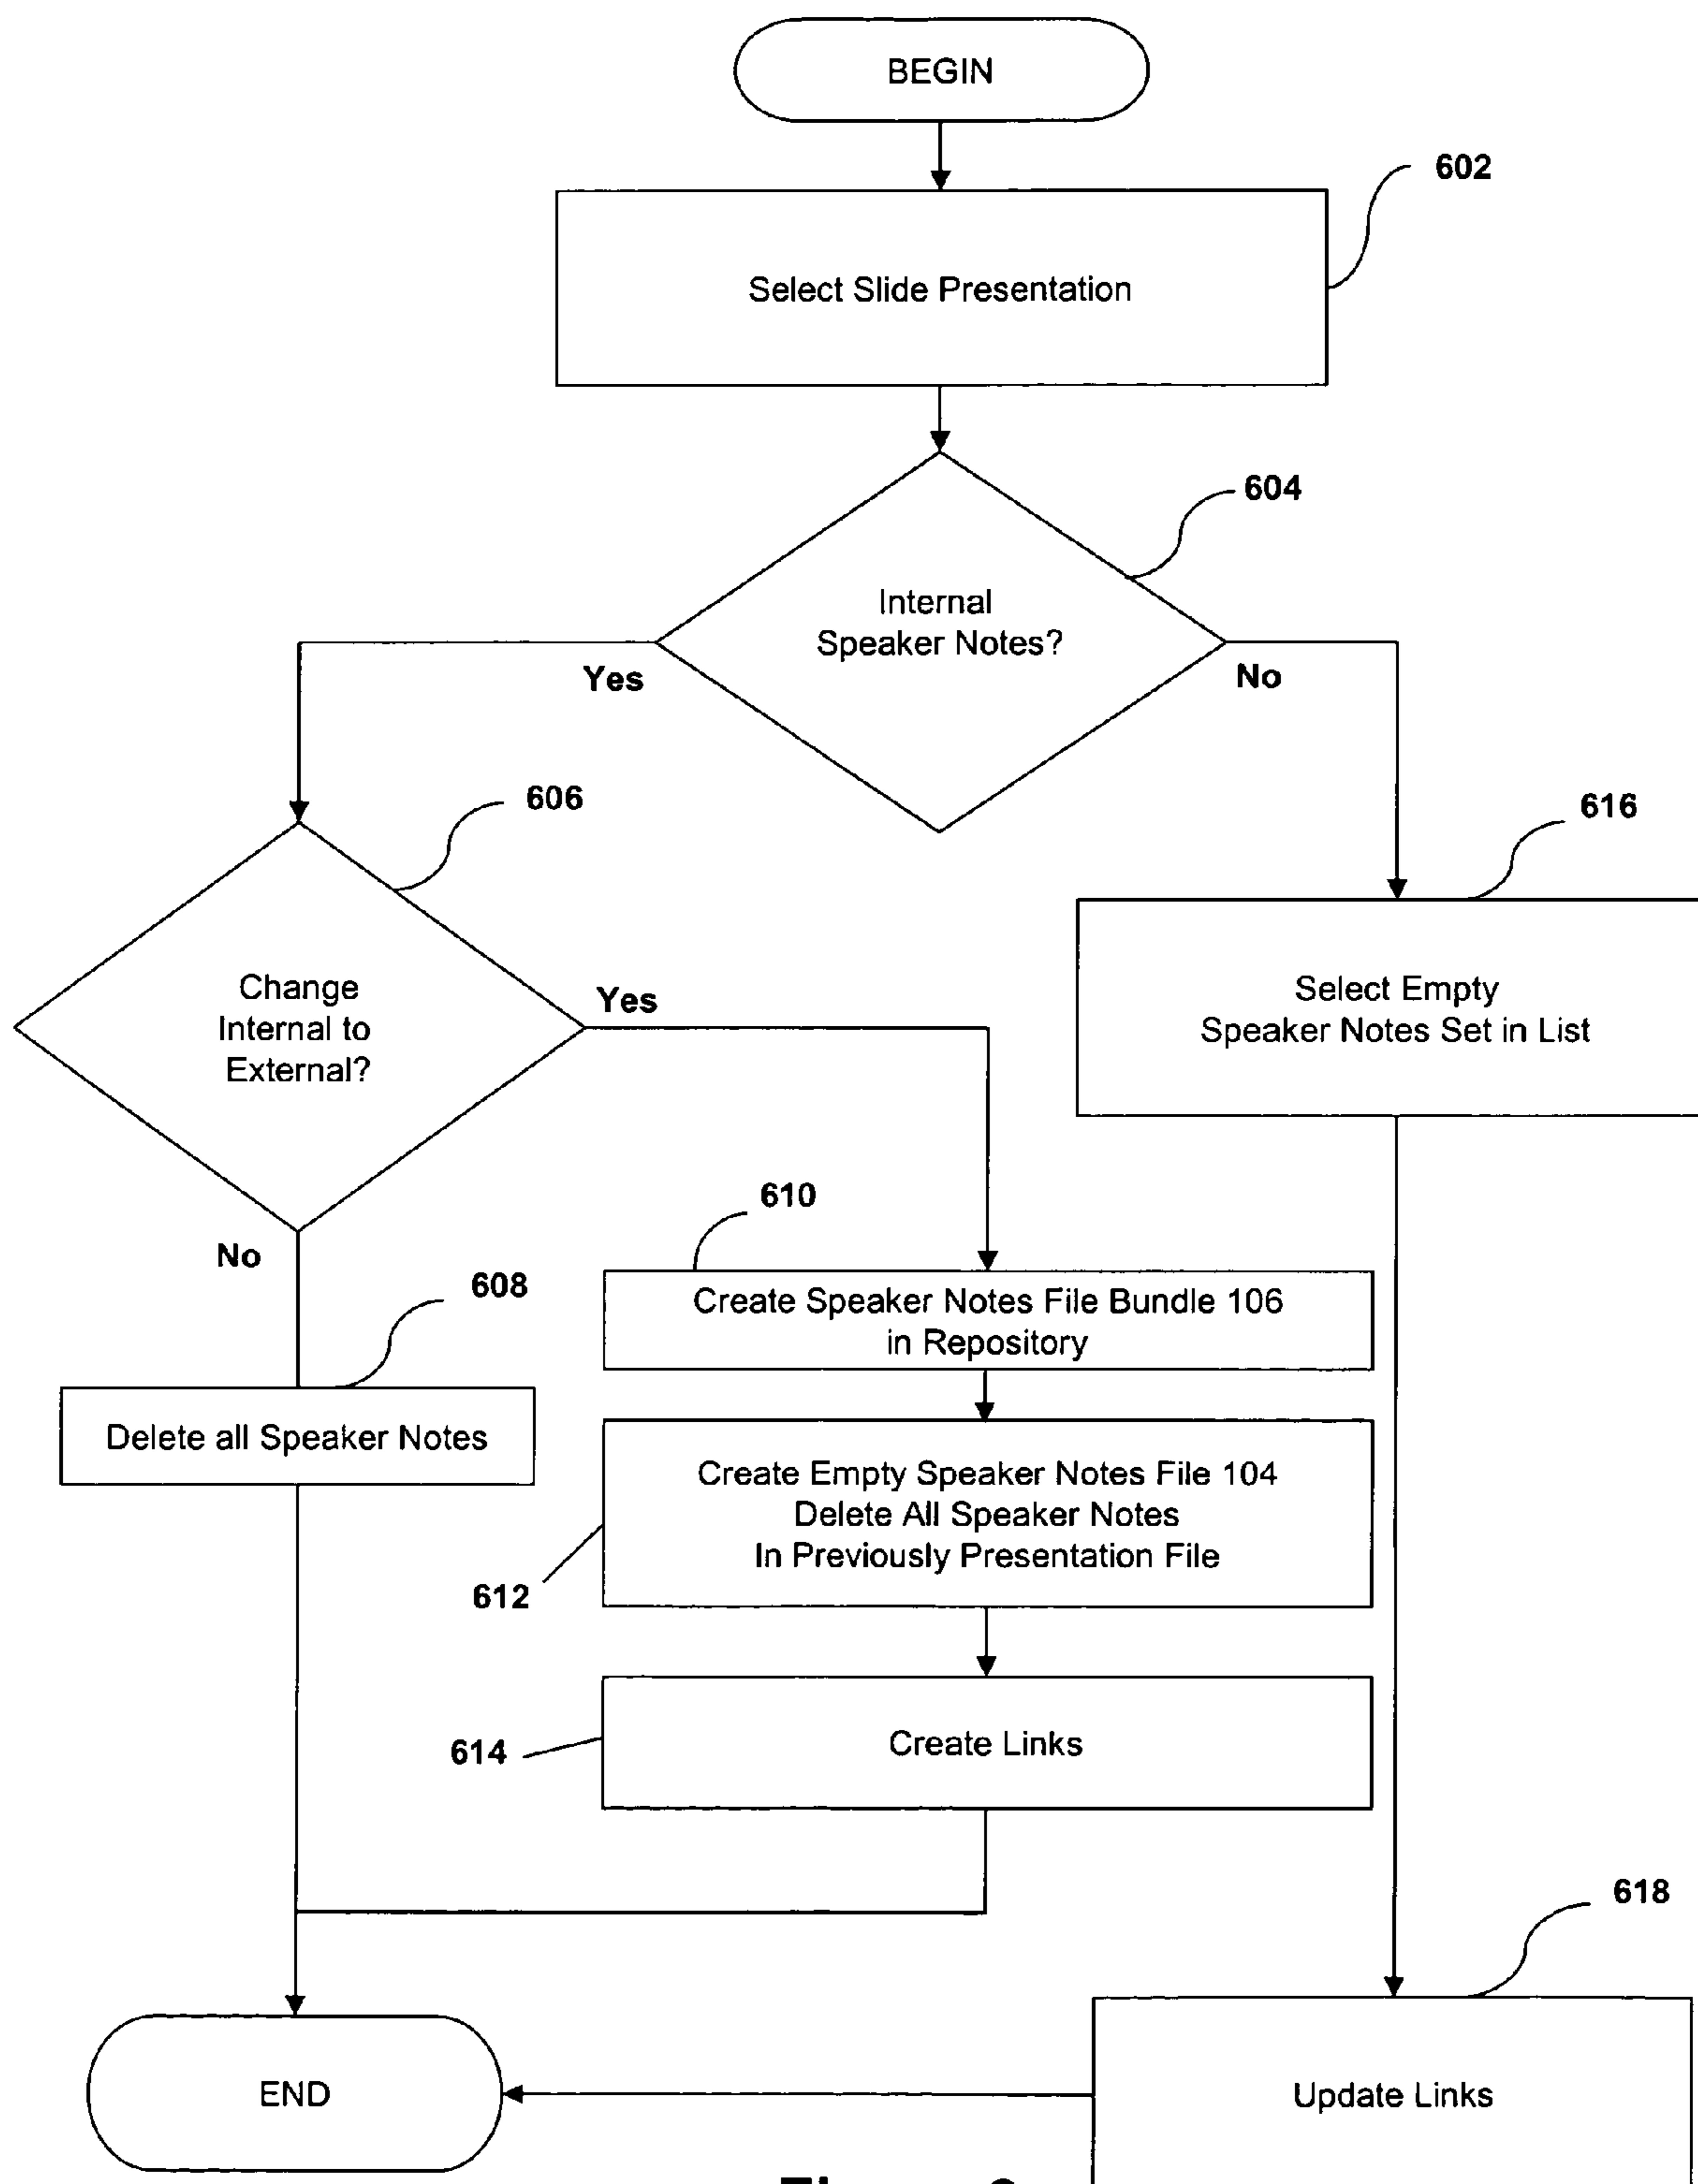 BEGIN
602
Select Slide Presentation
604
Internal
Speaker Notes?
Yes
No
606
616
Change
Internal to
External?
Yes
Select Empty
Speaker Notes Set in List
610
No
608
Create Speaker Notes File Bundle 106
in Repository
Delete all Speaker Notes
Create Empty Speaker Notes File 104
Delete All Speaker Notes
In Previously Presentation File
612
614
Create Links
618
END
Update Links